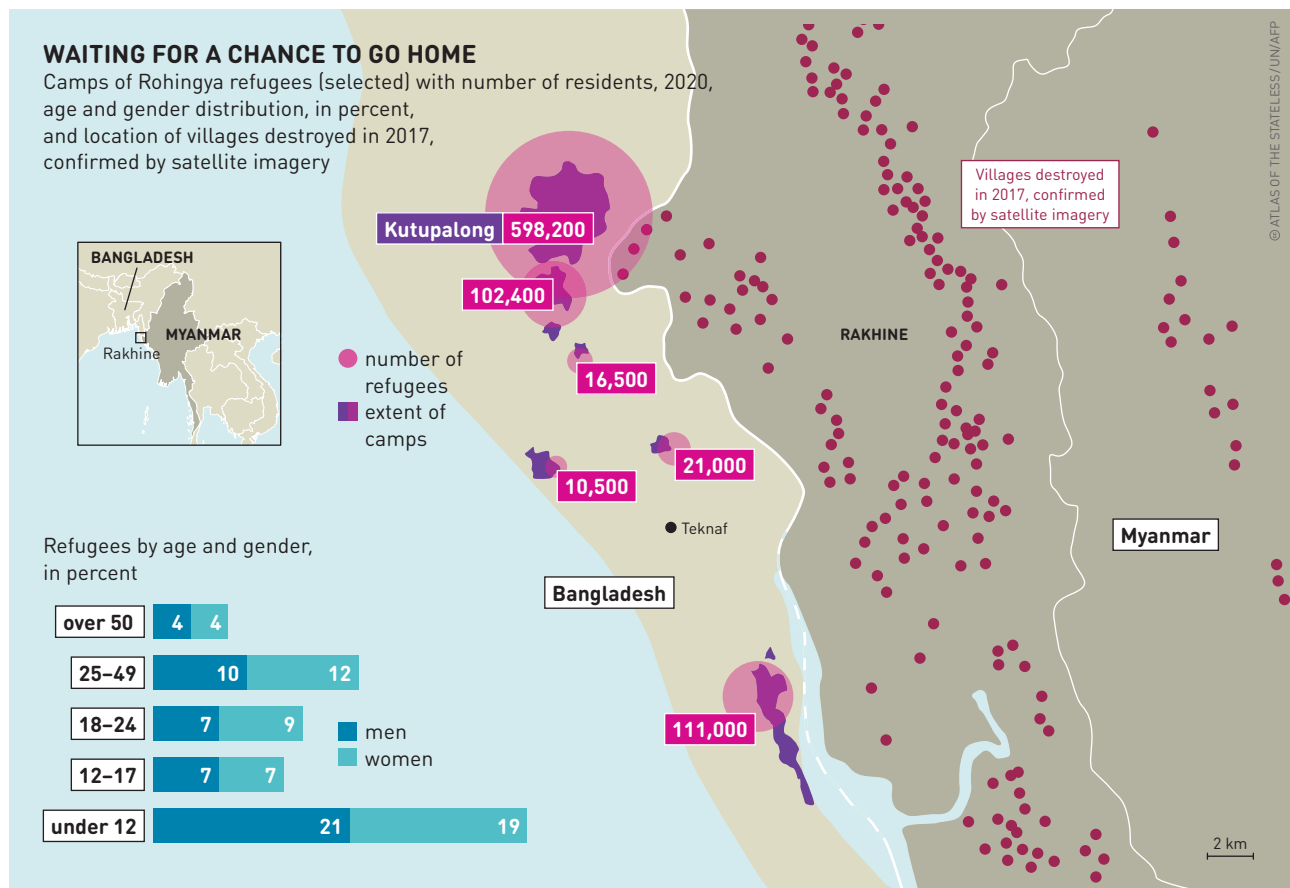 WAITING FOR A CHANCE TO GO HOME
Camps of Rohingya refugees (selected) with number of residents, 2020,
age and gender distribution, in percent,
and location of villages destroyed in 2017,
confirmed by satellite imagery
© ATLAS OF THE STATELESS / UN / AFP
Villages destroyed
in 2017, confirmed
by satellite imagery
Kutupalong
598,200
102,400
BANGLADESH
MYANMAR
Rakhine
RAKHINE
number of
refugees
extent of
camps
16,500
21,000
10,500
Teknaf
Myanmar
Bangladesh
111,000
Refugees by age and gender,
in percent
over 50
4
4
25–49
10
12
18–24
7
9
12–17
7
7
under 12
21
19
men
women
2 km